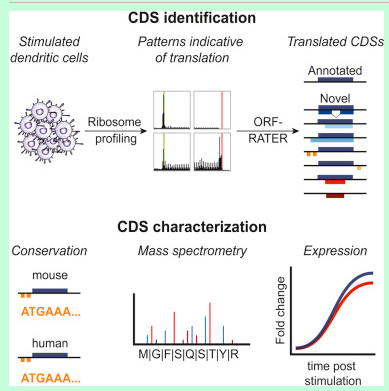 CDS identification
Stimulated
dendritic cells
Patterns indicative
of translation
Translated CDSs
Ribosome
profiling
ORF-
RATER
Annotated
Novel
CDS characterization
Conservation
Mass spectrometry
Expression
mouse
ATGAAA...
human
ATGAAA...
M|G|F|S|Q|S|T|Y|R
Fold change
time post
stimulation